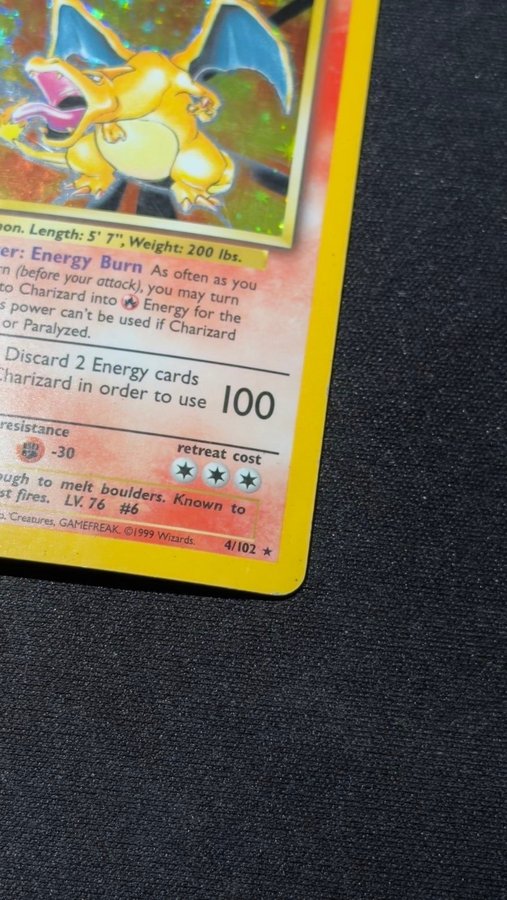 on. Length: 5' 7", Weight: 200 lbs.
er: Energy Burn As often as you
n (before your attack), you may turn
to Charizard into Energy for the
s power can't be used if Charizard
or Paralyzed.
Discard 2 Energy cards
Charizard in order to use 100
resistance
retreat cost
-30
ugh to melt boulders. Known to
st fires. LV. 76 #6
o, Creatures, GAMEFREAK. ©1999 Wizards.
4/102 ★